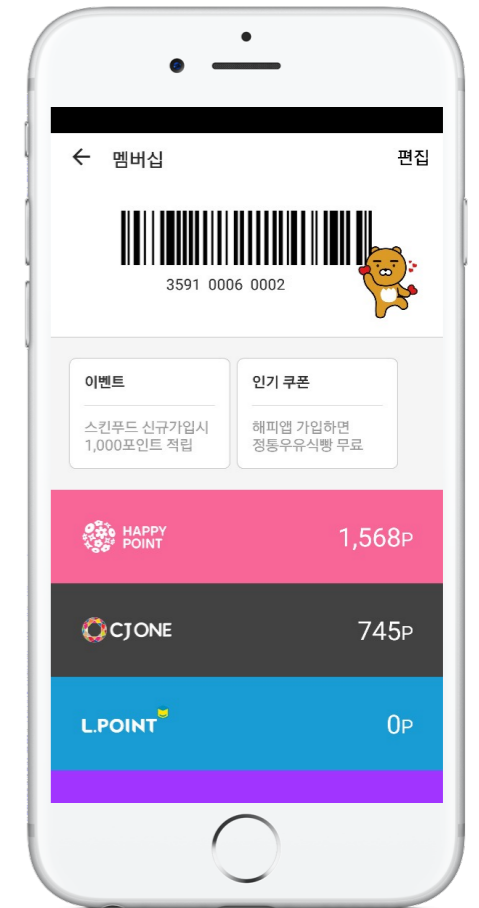 멤버십
편집
3591 0006 0002
이벤트
스킨푸드 신규가입시
1,000포인트 적립
인기 쿠폰
해피앱 가입하면
정통우유식빵 무료
HAPPY
POINT
1,568P
CJ ONE
745P
L.POINT
0P